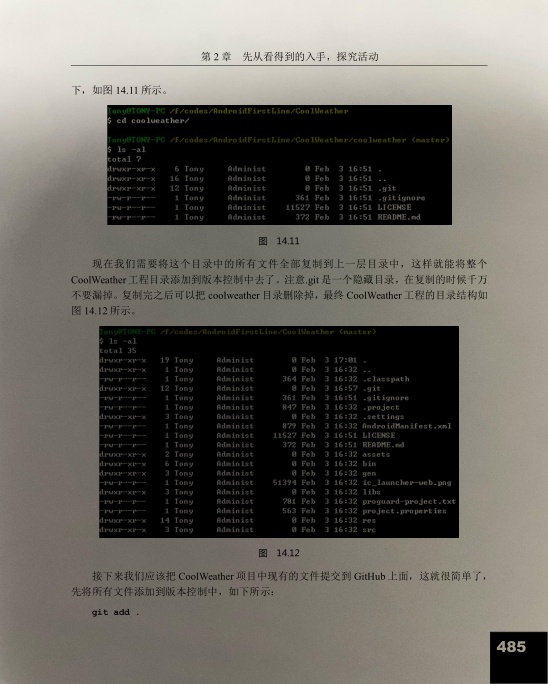 第 2 章 先从看得到的入手，探究活动
下，如图 14.11 所示。
Tony@TONY-PC /f/codes/AndroidFirstLine/CoolWeather
$ cd coolweather/
Tony@TONY-PC /f/codes/AndroidFirstLine/CoolWeather/coolweather (master)
$ ls -al
total 7
drwxr-xr-x 6 Tony Administ 0 Feb 3 16:51 .
drwxr-xr-x 16 Tony Administ 0 Feb 3 16:51 ..
drwxr-xr-x 12 Tony Administ 0 Feb 3 16:51 .git
-rw-r--r-- 1 Tony Administ 361 Feb 3 16:51 .gitignore
-rw-r--r-- 1 Tony Administ 11527 Feb 3 16:51 LICENSE
-rw-r--r-- 1 Tony Administ 372 Feb 3 16:51 README.md
图 14.11
现在我们需要将这个目录中的所有文件全部复制到上一层目录中，这样就能将整个
CoolWeather 工程目录添加到版本控制中去了。注意.git 是一个隐藏目录，在复制的时候千万
不要漏掉。复制完之后可以把 coolweather 目录删除掉，最终 CoolWeather 工程的目录结构如
图 14.12 所示。
Tony@TONY-PC /f/codes/AndroidFirstLine/CoolWeather (master)
$ ls -al
total 35
drwxr-xr-x 19 Tony Administ 0 Feb 3 17:01 .
drwxr-xr-x 1 Tony Administ 0 Feb 3 16:32 ..
-rw-r--r-- 1 Tony Administ 364 Feb 3 16:32 .classpath
drwxr-xr-x 12 Tony Administ 0 Feb 3 16:57 .git
-rw-r--r-- 1 Tony Administ 361 Feb 3 16:51 .gitignore
-rw-r--r-- 1 Tony Administ 847 Feb 3 16:32 .project
drwxr-xr-x 3 Tony Administ 0 Feb 3 16:32 .settings
-rw-r--r-- 1 Tony Administ 879 Feb 3 16:32 AndroidManifest.xml
-rw-r--r-- 1 Tony Administ 11527 Feb 3 16:51 LICENSE
-rw-r--r-- 1 Tony Administ 372 Feb 3 16:51 README.md
drwxr-xr-x 2 Tony Administ 0 Feb 3 16:32 assets
drwxr-xr-x 6 Tony Administ 0 Feb 3 16:32 bin
drwxr-xr-x 3 Tony Administ 0 Feb 3 16:32 gen
-rw-r--r-- 1 Tony Administ 51394 Feb 3 16:32 ic_launcher-web.png
drwxr-xr-x 3 Tony Administ 0 Feb 3 16:32 libs
-rw-r--r-- 1 Tony Administ 781 Feb 3 16:32 proguard-project.txt
-rw-r--r-- 1 Tony Administ 563 Feb 3 16:32 project.properties
drwxr-xr-x 14 Tony Administ 0 Feb 3 16:32 res
drwxr-xr-x 3 Tony Administ 0 Feb 3 16:32 src
图 14.12
接下来我们应该把 CoolWeather 项目中现有的文件提交到 GitHub 上面，这就很简单了，
先将所有文件添加到版本控制中，如下所示：
git add .
485